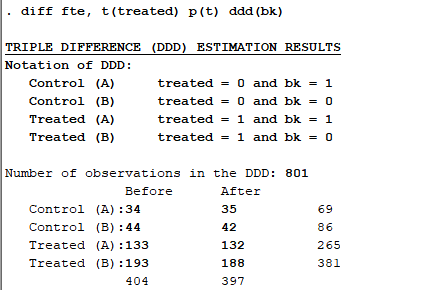 . diff fte, t(treated) p(t) ddd(bk)
TRIPLE DIFFERENCE (DDD) ESTIMATION RESULTS
Notation of DDD:
Control (A) treated = 0 and bk = 1
Control (B) treated = 0 and bk = 0
Treated (A) treated = 1 and bk = 1
Treated (B) treated = 1 and bk = 0
Number of observations in the DDD: 801
Before After
Control (A):34 35 69
Control (B):44 42 86
Treated (A):133 132 265
Treated (B):193 188 381
404 397